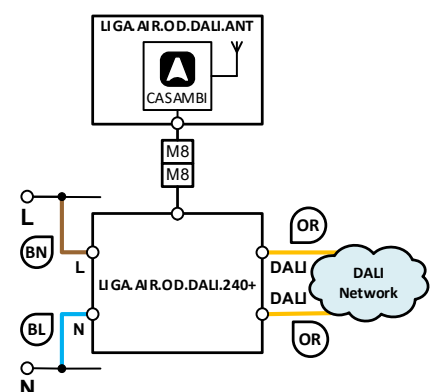 LIGA.AIR.OD.DALI.ANT
CASAMBI
M8
M8
L
BN
L
LIGA.AIR.OD.DALI.240+
OR
DALI
DALI
Network
DALI
OR
BL
N
N